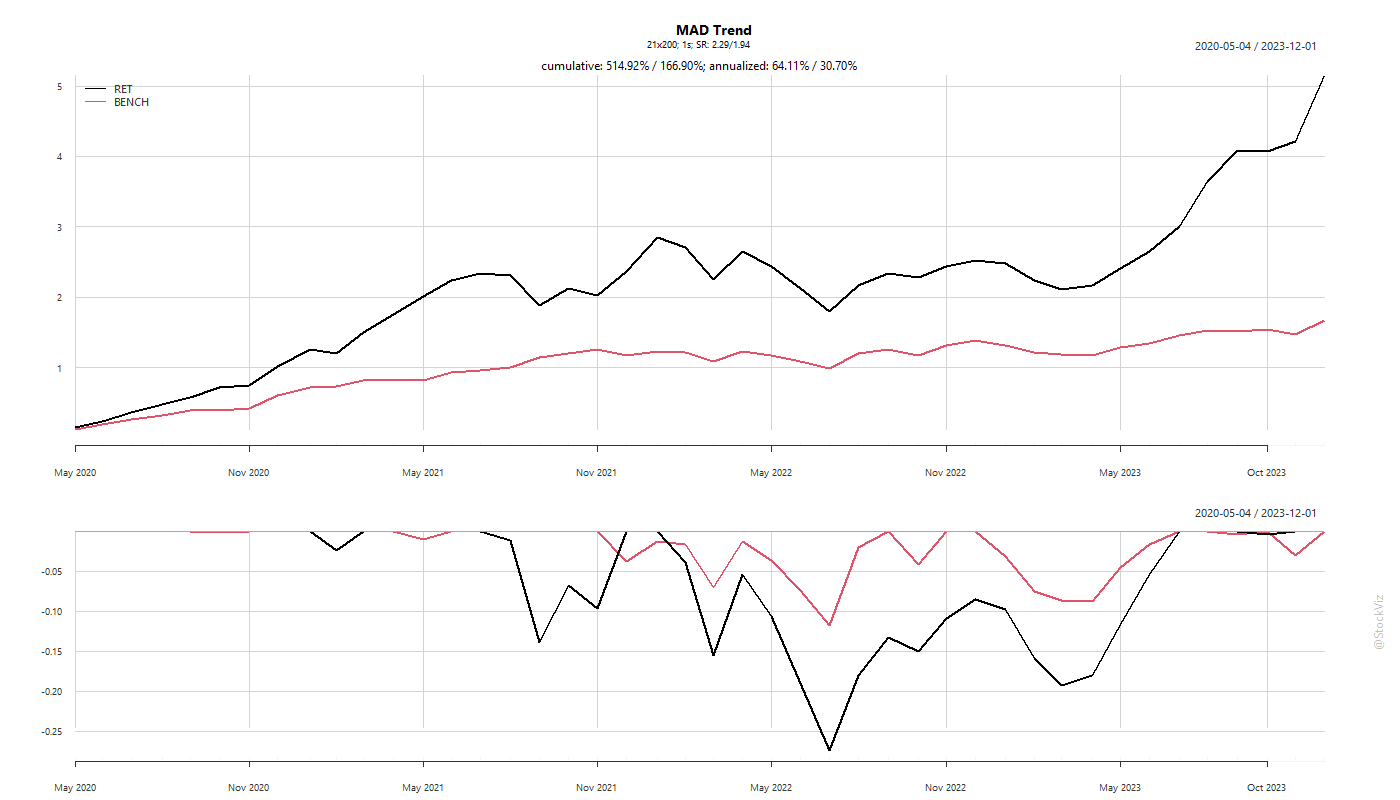 MAD Trend
21x200; 1s; SR: 2.29/1.94
2020-05-04 / 2023-12-01
cumulative: 514.92% / 166.90%; annualized: 64.11% / 30.70%
RET
BENCH
5
4
3
2
1
May 2020
Nov 2020
May 2021
Nov 2021
May 2022
Nov 2022
May 2023
Oct 2023
2020-05-04 / 2023-12-01
-0.05
-0.10
-0.15
-0.20
-0.25
May 2020
Nov 2020
May 2021
Nov 2021
May 2022
Nov 2022
May 2023
Oct 2023
@StockViz